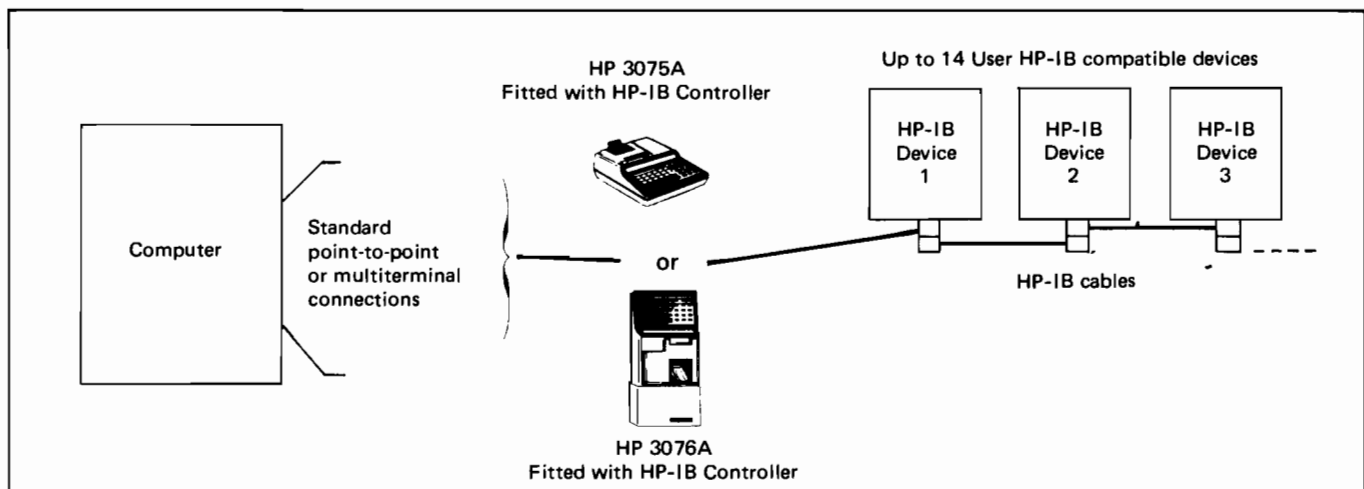 Computer
Standard
point-to-point
or multiterminal
connections
HP 3075A
Fitted with HP-IB Controller
or
HP 3076A
Fitted with HP-IB Controller
Up to 14 User HP-IB compatible devices
HP-IB
Device
1
HP-IB
Device
2
HP-IB
Device
3
HP-IB cables